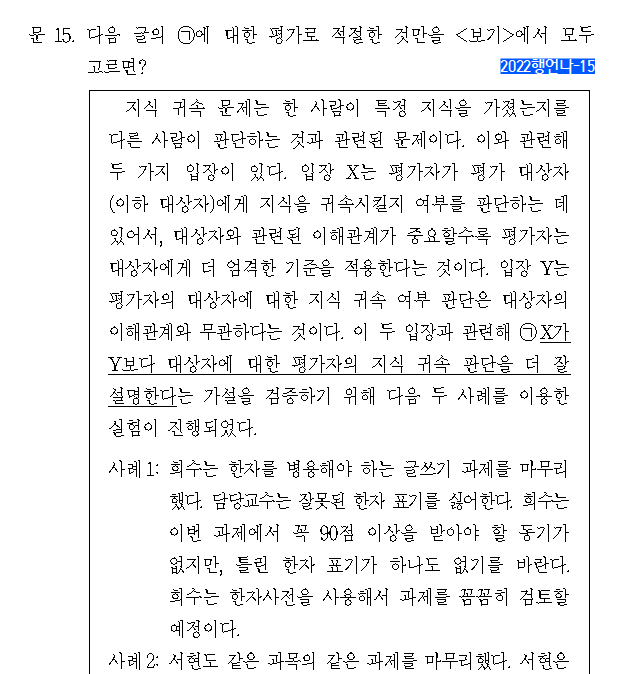 문 15. 다음 글의 ㉠에 대한 평가로 적절한 것만을 <보기>에서 모두
고르면?
2022행언나-15
지식 귀속 문제는 한 사람이 특정 지식을 가졌는지를
다른 사람이 판단하는 것과 관련된 문제이다. 이와 관련해
두 가지 입장이 있다. 입장 X는 평가자가 평가 대상자
(이하 대상자)에게 지식을 귀속시킬지 여부를 판단하는 데
있어서, 대상자와 관련된 이해관계가 중요할수록 평가자는
대상자에게 더 엄격한 기준을 적용한다는 것이다. 입장 Y는
평가자의 대상자에 대한 지식 귀속 여부 판단은 대상자의
이해관계와 무관하다는 것이다. 이 두 입장과 관련해 ㉠X가
Y보다 대상자에 대한 평가자의 지식 귀속 판단을 더 잘
설명한다는 가설을 검증하기 위해 다음 두 사례를 이용한
실험이 진행되었다.
사례 1: 희수는 한자를 병용해야 하는 글쓰기 과제를 마무리
했다. 담당교수는 잘못된 한자 표기를 싫어한다. 희수는
이번 과제에서 꼭 90점 이상을 받아야 할 동기가
없지만, 틀린 한자 표기가 하나도 없기를 바란다.
희수는 한자사전을 사용해서 과제를 꼼꼼히 검토할
예정이다.
사례 2: 서현도 같은 과목의 같은 과제를 마무리했다. 서현은